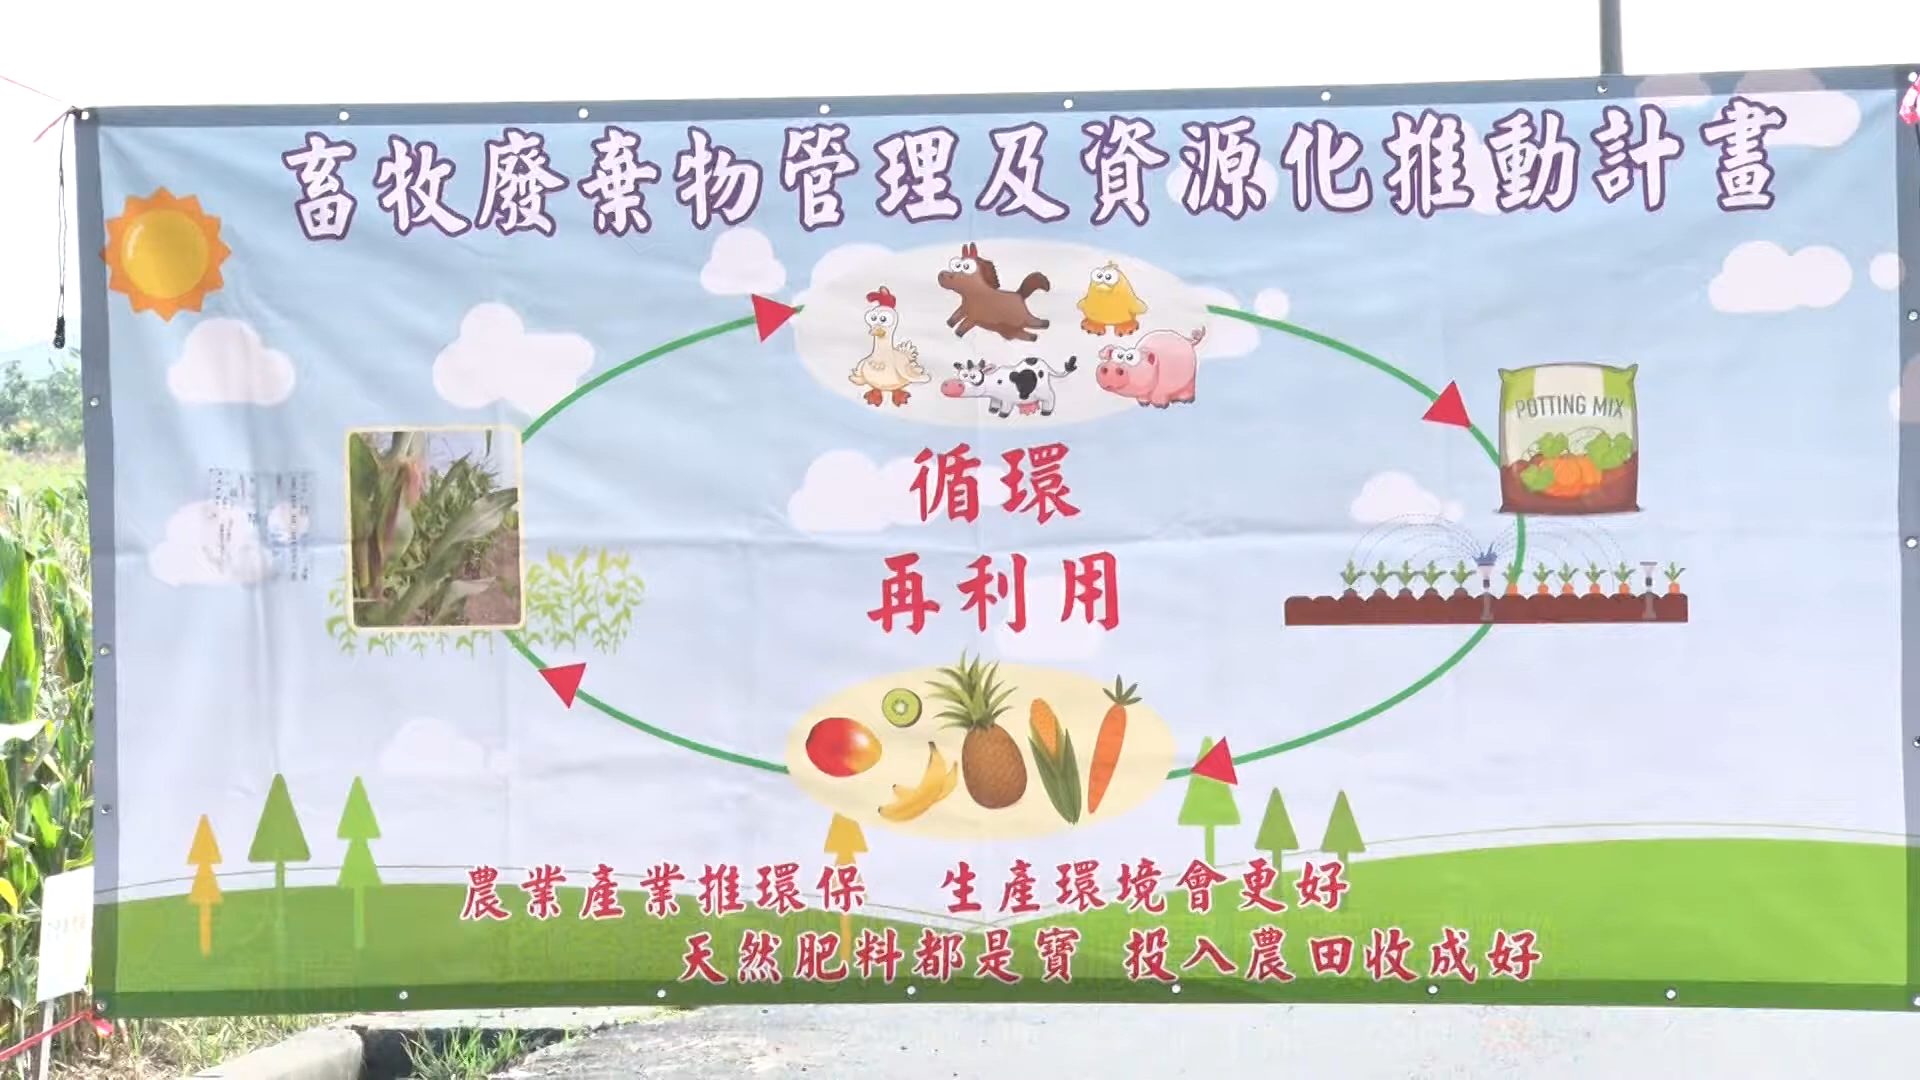 畜牧廢棄物管理及資源化推動計畫
POTTING MIX
循環
再利用
農業產業推環保 生產環境會更好
天然肥料都是寶 投入農田收成好